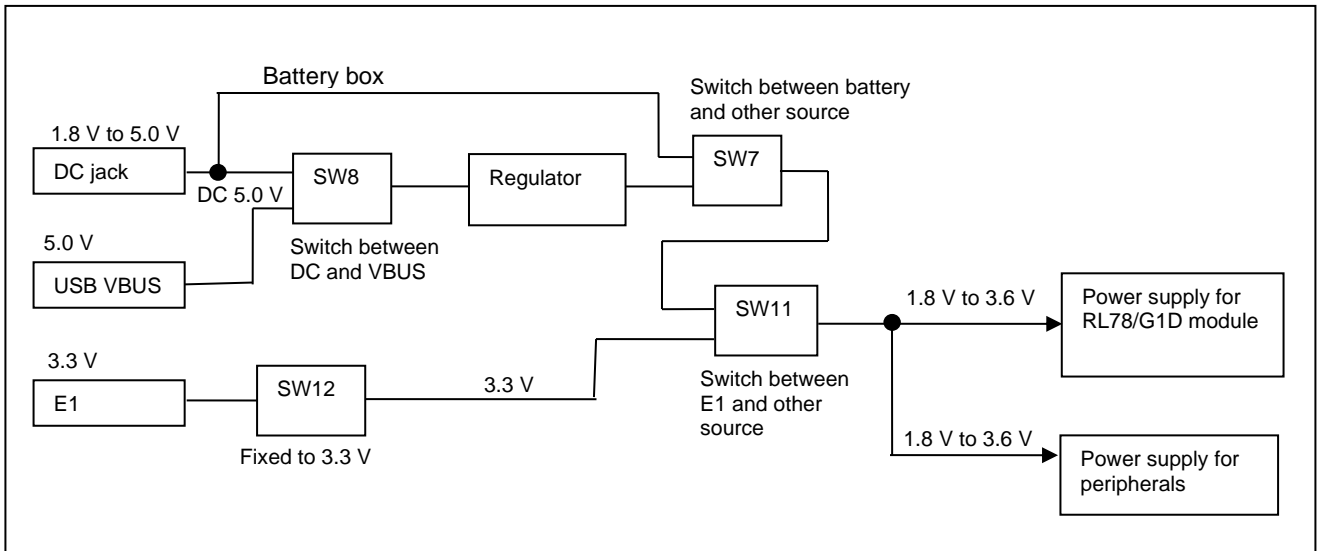 Battery box
Switch between battery
and other source
1.8 V to 5.0 V
DC jack
DC 5.0 V
SW8
Regulator
SW7
Switch between
DC and VBUS
5.0 V
USB VBUS
SW11
1.8 V to 3.6 V
Power supply for
RL78/G1D module
3.3 V
E1
SW12
3.3 V
Fixed to 3.3 V
Switch between
E1 and other
source
1.8 V to 3.6 V
Power supply for
peripherals